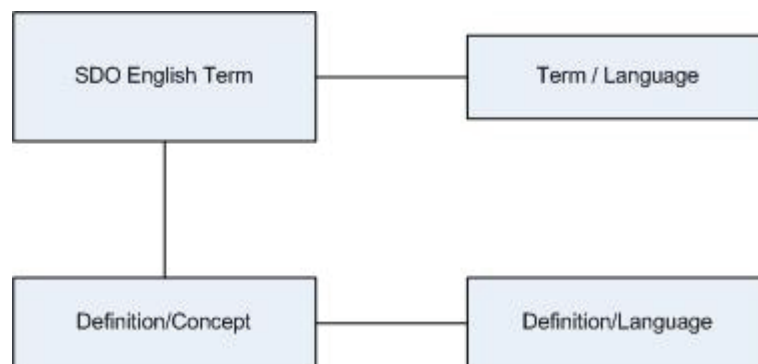 SDO English Term
Term / Language
Definition/Concept
Definition/Language